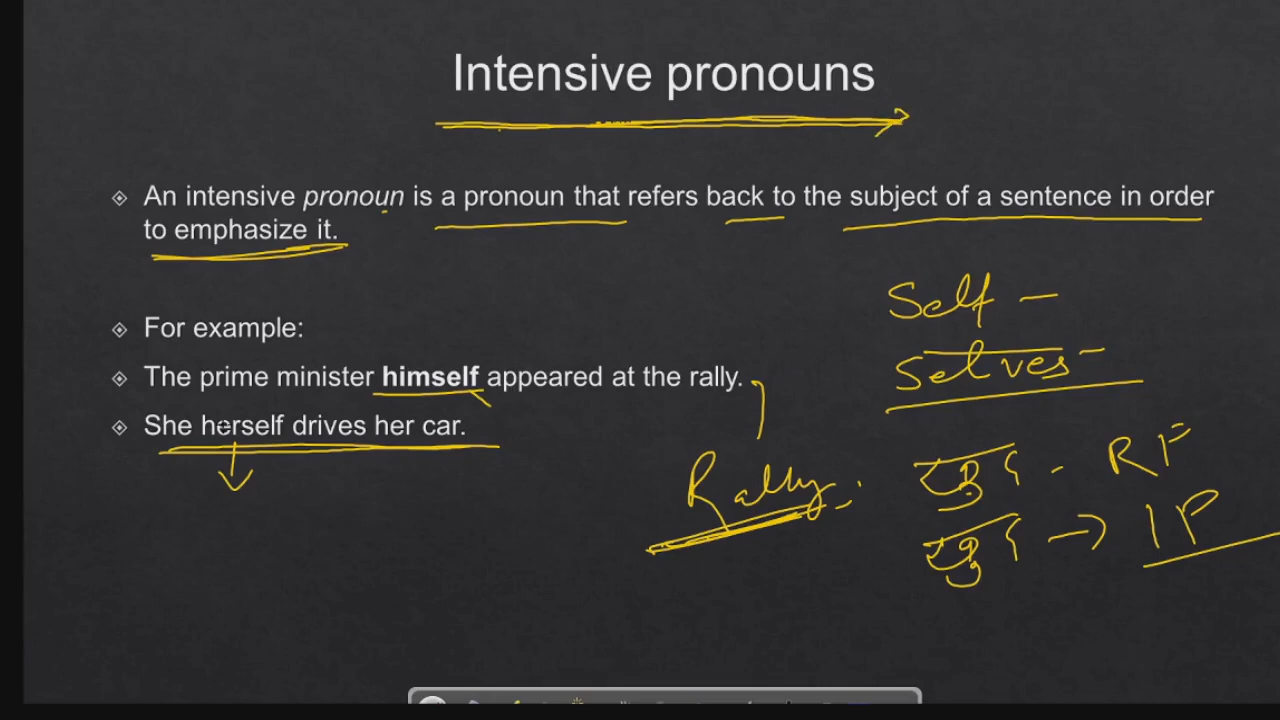 Intensive pronouns
An intensive pronoun is a pronoun that refers back to the subject of a sentence in order
to emphasize it.
For example:
The prime minister himself appeared at the rally.
She herself drives her car.
Self -
Selves -
Rally
खुद - RF
खुद → IP